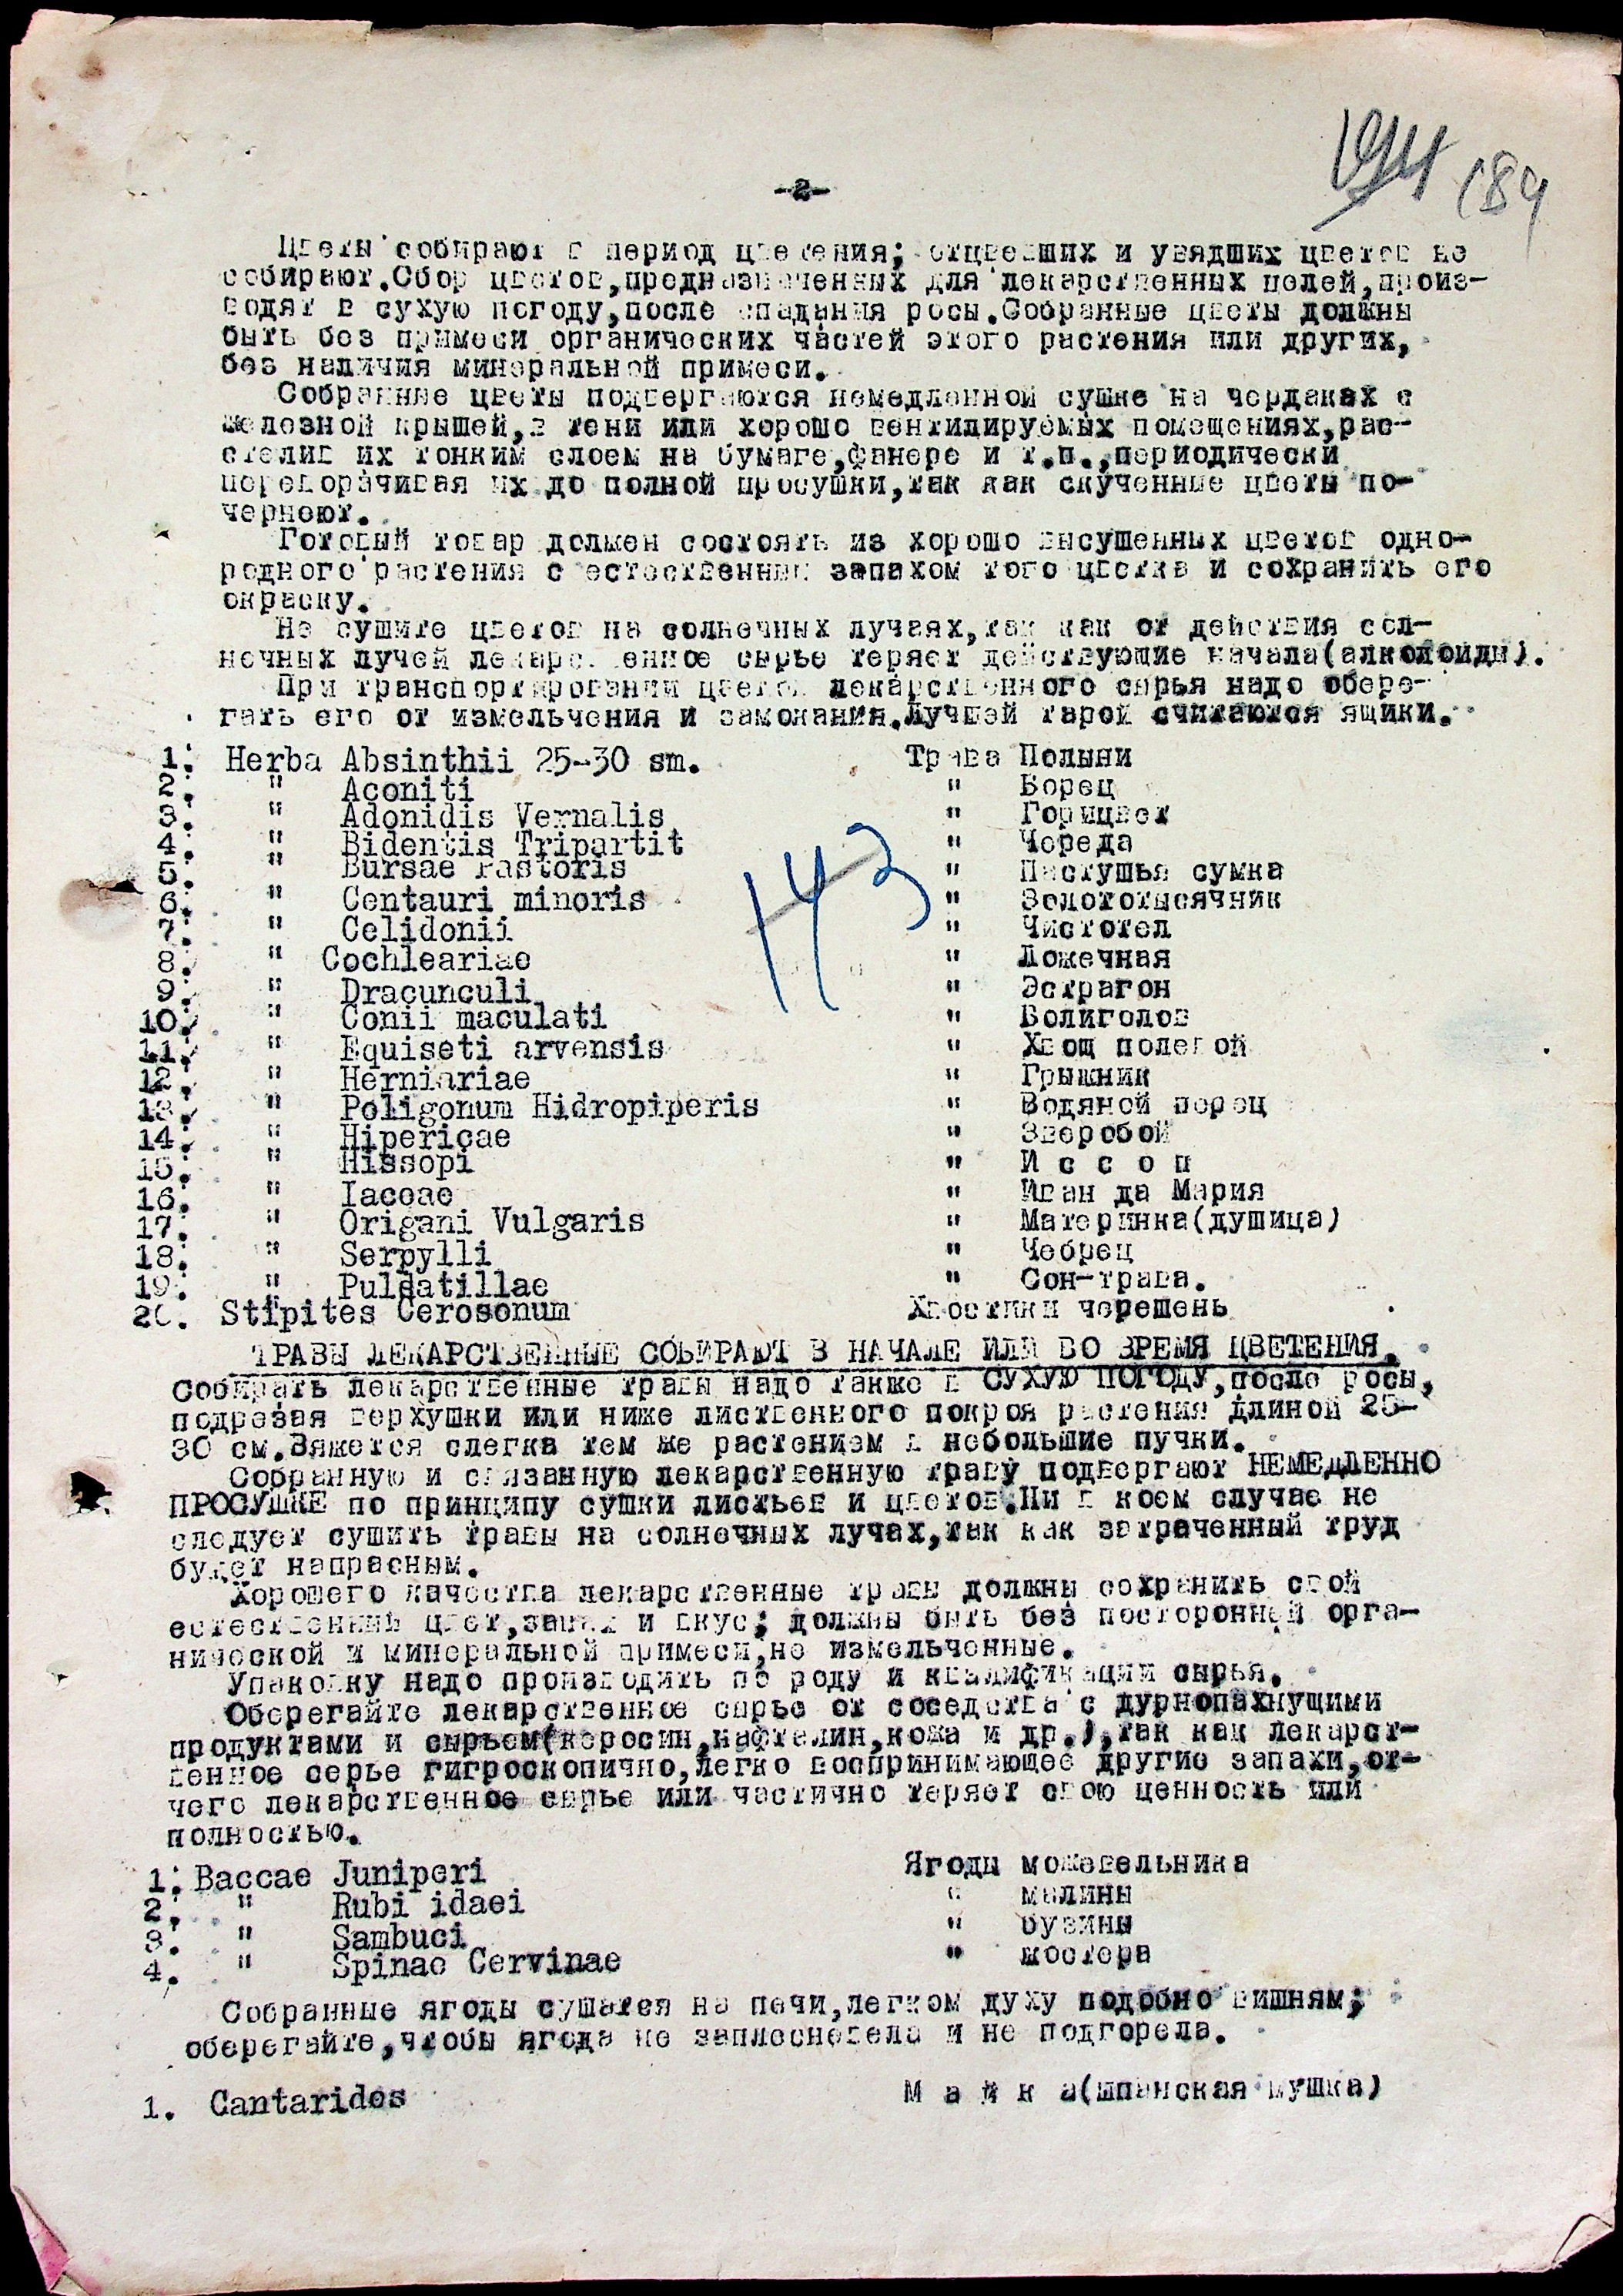 184
-2-
Цветы собирают в период цветения; отцветших и увядших цветов не
собирают.Сбор цветов,предназначенных для лекарственных целей,произ-
водят в сухую погоду,после спадания росы.Собранные цветы должны
быть без примеси органических частей этого растения или других,
без наличия минеральной примеси.
Собранные цветы подвергаются немедленной сушке на чердаках с
железной крышей,в тени или хорошо вентилируемых помещениях,рас-
стелив их тонким слоем на бумаге,фанере и т.п.,периодически
переворачивая их до полной просушки,так как скученные цветы по-
чернеют.
Готовый товар должен состоять из хорошо высушенных цветов одно-
родного растения с естественным запахом того цветка и сохранить его
окраску.
Не сушите цветов на солнечных лучаях,так как от действия сол-
нечных лучей лекарственное сырье теряет действующие начала(алколоиды).
При транспортировании цветов лекарственного сырья надо обере-
гать его от измельчения и замокания.Лучшей тарой считаются ящики.
1. Herba Absinthii 25-30 sm. Трава Полыни
2. " Aconiti " Борец
3. " Adonidis Vernalis " Горицвет
4. " Bidentis Tripartit " Череда
5. " Bursae Pastoris " Пастушья сумка
6. " Centauri minoris " Золототысячник
143
7. " Celidonii " Чистотел
8. " Cochleariae " Ложечная
9. " Dracunculi " Эстрагон
10. " Conii maculati " Болиголов
11. " Equiseti arvensis " Хвощ полевой
12. " Herniariae " Грыжник
13. " Poligonum Hidropiperis " Водяной перец
14. " Hipericae " Зверобой
15. " Hissopi " И с с о п
16. " Iaceae " Иван да Мария
17. " Origani Vulgaris " Материнка(душица)
18. " Serpylli " Чебрец
19. " Pulsatillae " Сон-трава.
20. Stipites Cerosonum Хвостики черешень
ТРАВЫ ЛЕКАРСТВЕННЫЕ СОБИРАЮТ В НАЧАЛЕ ИЛИ ВО ВРЕМЯ ЦВЕТЕНИЯ.
Собирать лекарственные травы надо также в СУХУЮ ПОГОДУ,после росы,
подрезая верхушки или ниже лиственного покроя растения длиной 25-
30 см.Вяжется слегка тем же растением в небольшие пучки.
Собранную и связанную лекарственную траву подвергают НЕМЕДЛЕННО
ПРОСУШКЕ по принципу сушки листьев и цветов.Ни в коем случае не
следует сушить травы на солнечных лучах,так как затраченный труд
будет напрасным.
Хорошего качества лекарственные травы должны сохранить свой
естественный цвет,запах и вкус; должны быть без посторонней орга-
нической и минеральной примеси,не измельченные.
Упаковку надо производить по роду и квалификации сырья.
Оберегайте лекарственное сырье от соседства с дурнопахнущими
продуктами и сырьем(керосин,нафталин,кожа и др.),так как лекарст-
венное серье гигроскопично,легко воспринимающее другие запахи,от-
чего лекарственное сырье или частично теряет свою ценность или
полностью.
1. Baccae Juniperi Ягоды можевельника
2. " Rubi idaei " малины
3. " Sambuci " бузины
4. " Spinae Cervinae " жостера
Собранные ягоды сушатся на печи,легком духу подобно вишням;
оберегайте,чтобы ягода не заплесневела и не подгорела.
1. Cantarides М а й к а(шпанская мушка)